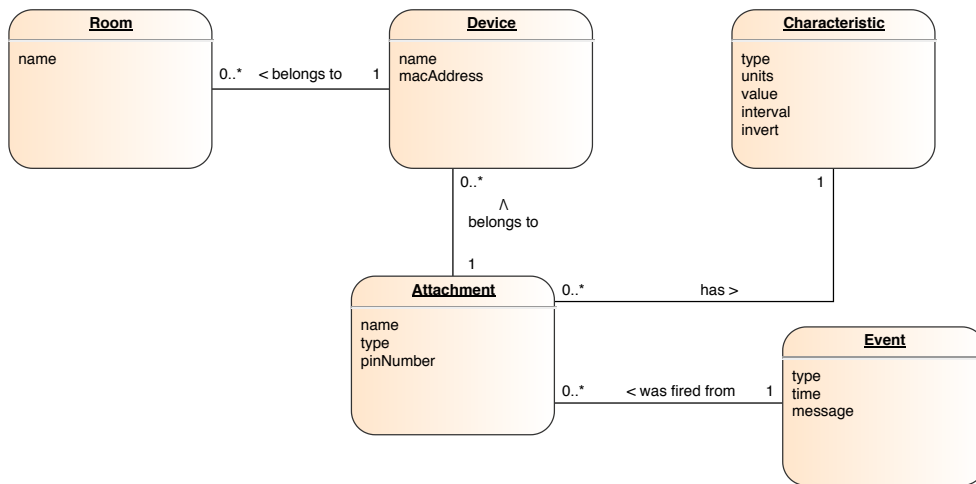 Room
name
0..* < belongs to 1
Device
name
macAddress
Characteristic
type
units
value
interval
invert
0..*
Λ
belongs to
1
1
Attachment
name
type
pinNumber
0..* has >
0..* < was fired from 1
Event
type
time
message